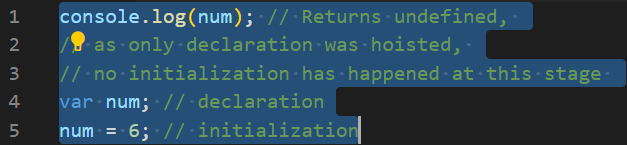 1 console.log(num); // Returns undefined,
2 // as only declaration was hoisted,
3 // no initialization has happened at this stage
4 var num; // declaration
5 num = 6; // initialization